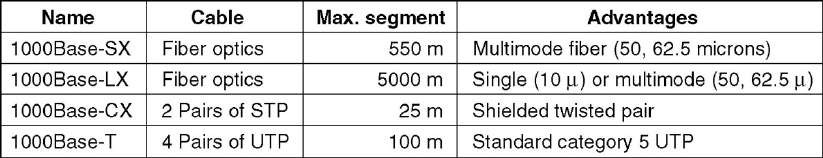 Name Cable Max. segment Advantages
1000Base-SX Fiber optics 550 m Multimode fiber (50, 62.5 microns)
1000Base-LX Fiber optics 5000 m Single (10 μ) or multimode (50, 62.5 μ)
1000Base-CX 2 Pairs of STP 25 m Shielded twisted pair
1000Base-T 4 Pairs of UTP 100 m Standard category 5 UTP